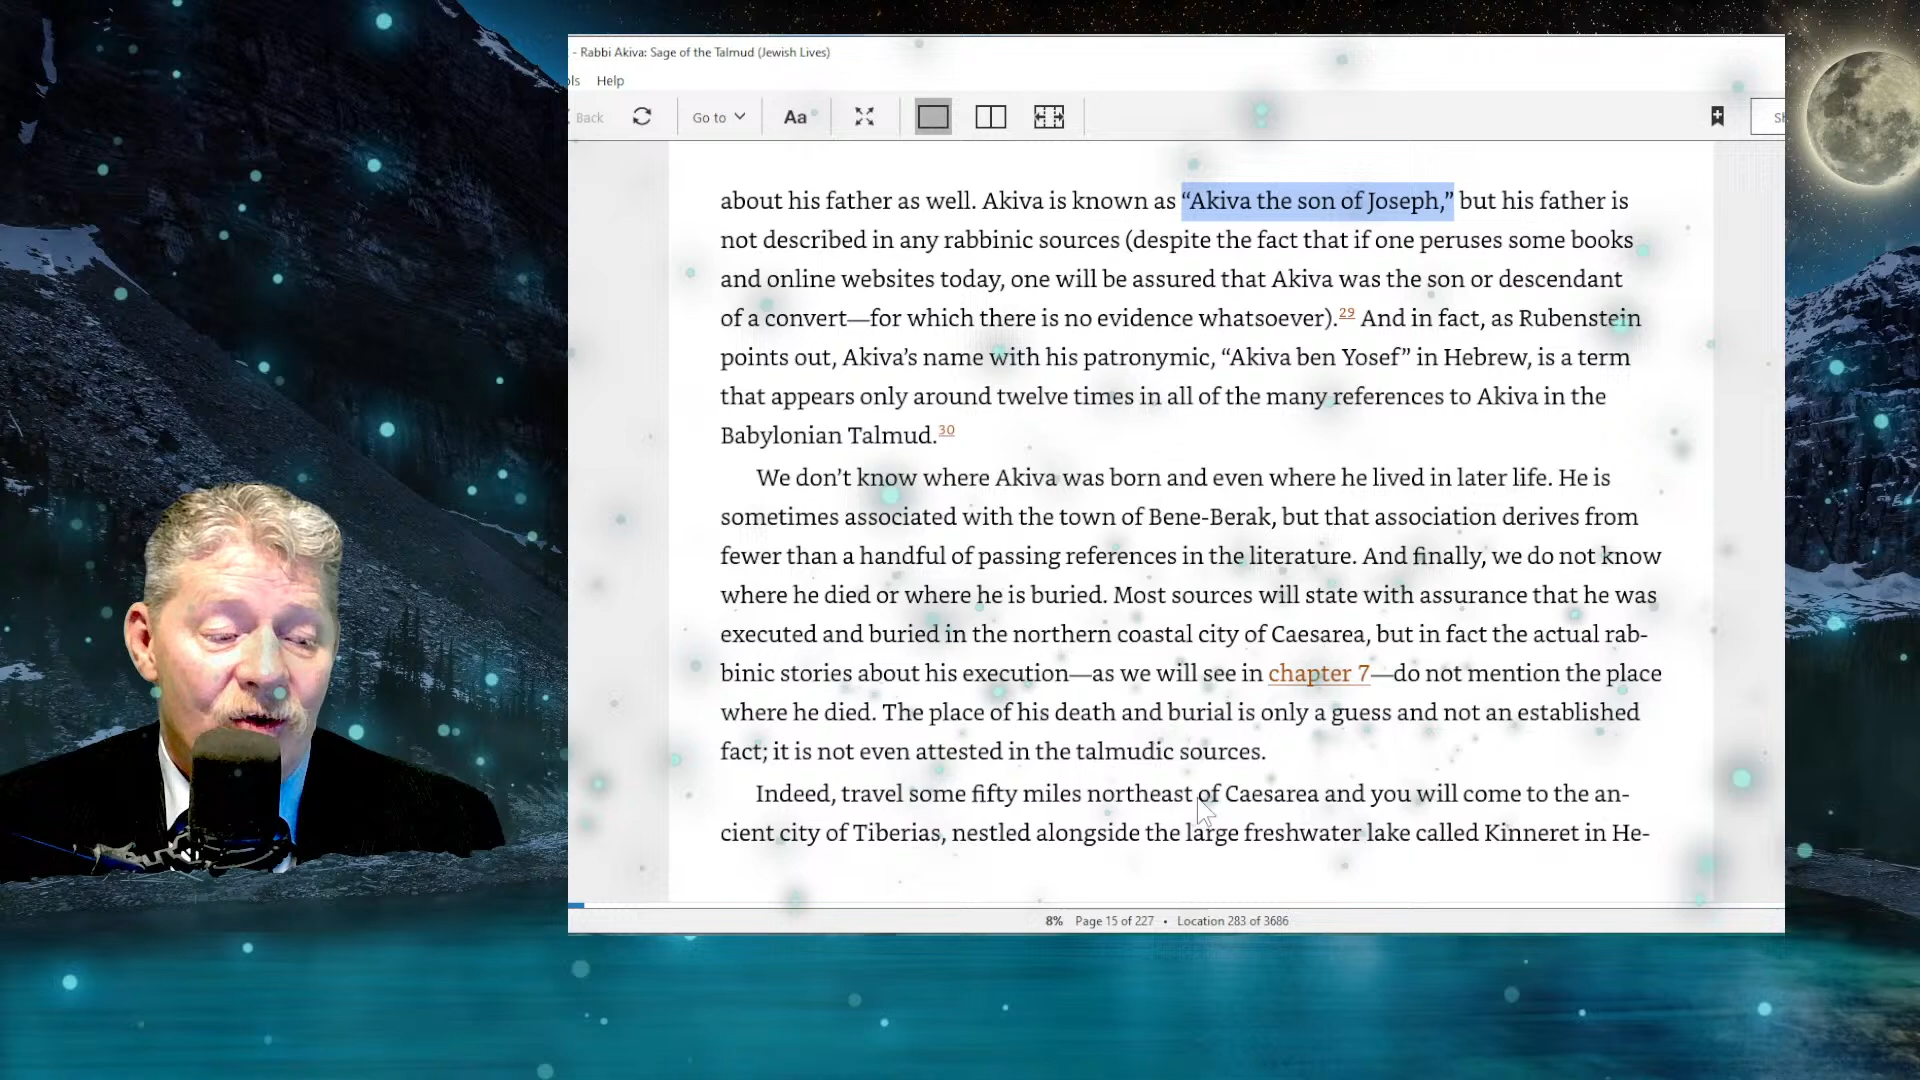 - Rabbi Akiva: Sage of the Talmud (Jewish Lives)
ols Help
Back Go to Aa
about his father as well. Akiva is known as “Akiva the son of Joseph,” but his father is
not described in any rabbinic sources (despite the fact that if one peruses some books
and online websites today, one will be assured that Akiva was the son or descendant
of a convert—for which there is no evidence whatsoever).29 And in fact, as Rubenstein
points out, Akiva’s name with his patronymic, “Akiva ben Yosef” in Hebrew, is a term
that appears only around twelve times in all of the many references to Akiva in the
Babylonian Talmud.30
We don’t know where Akiva was born and even where he lived in later life. He is
sometimes associated with the town of Bene-Berak, but that association derives from
fewer than a handful of passing references in the literature. And finally, we do not know
where he died or where he is buried. Most sources will state with assurance that he was
executed and buried in the northern coastal city of Caesarea, but in fact the actual rab-
binic stories about his execution—as we will see in chapter 7—do not mention the place
where he died. The place of his death and burial is only a guess and not an established
fact; it is not even attested in the talmudic sources.
Indeed, travel some fifty miles northeast of Caesarea and you will come to the an-
cient city of Tiberias, nestled alongside the large freshwater lake called Kinneret in He-
8% Page 15 of 227 • Location 283 of 3686